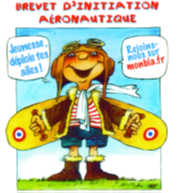 BREVET D'INITIATION
AÉRONAUTIQUE
Jeunesse,
déploie tes
ailes!
Rejoins-
nous sur
monbia.fr